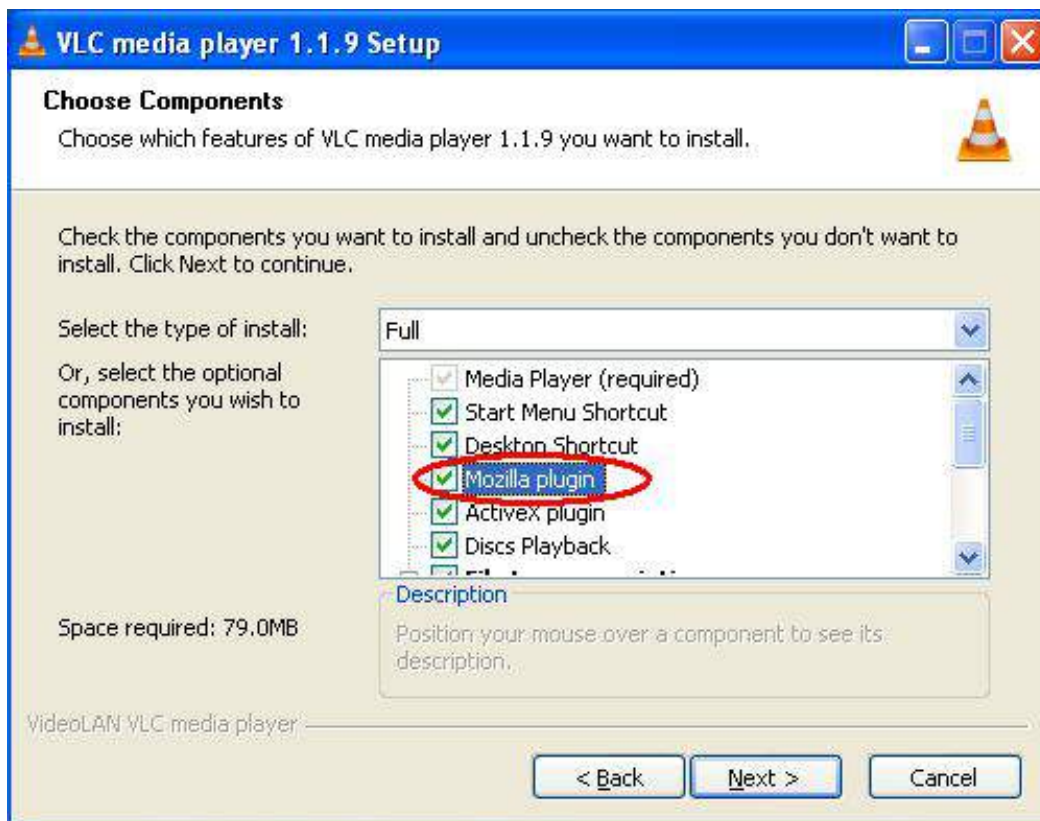 VLC media player 1.1.9 Setup
Choose Components
Choose which features of VLC media player 1.1.9 you want to install.
Check the components you want to install and uncheck the components you don't want to
install. Click Next to continue.
Select the type of install:
Full
Or, select the optional
components you wish to
install:
Media Player (required)
Start Menu Shortcut
Desktop Shortcut
Mozilla plugin
ActiveX plugin
Discs Playback
Space required: 79.0MB
Description
Position your mouse over a component to see its
description.
VideoLAN VLC media player
< Back
Next >
Cancel